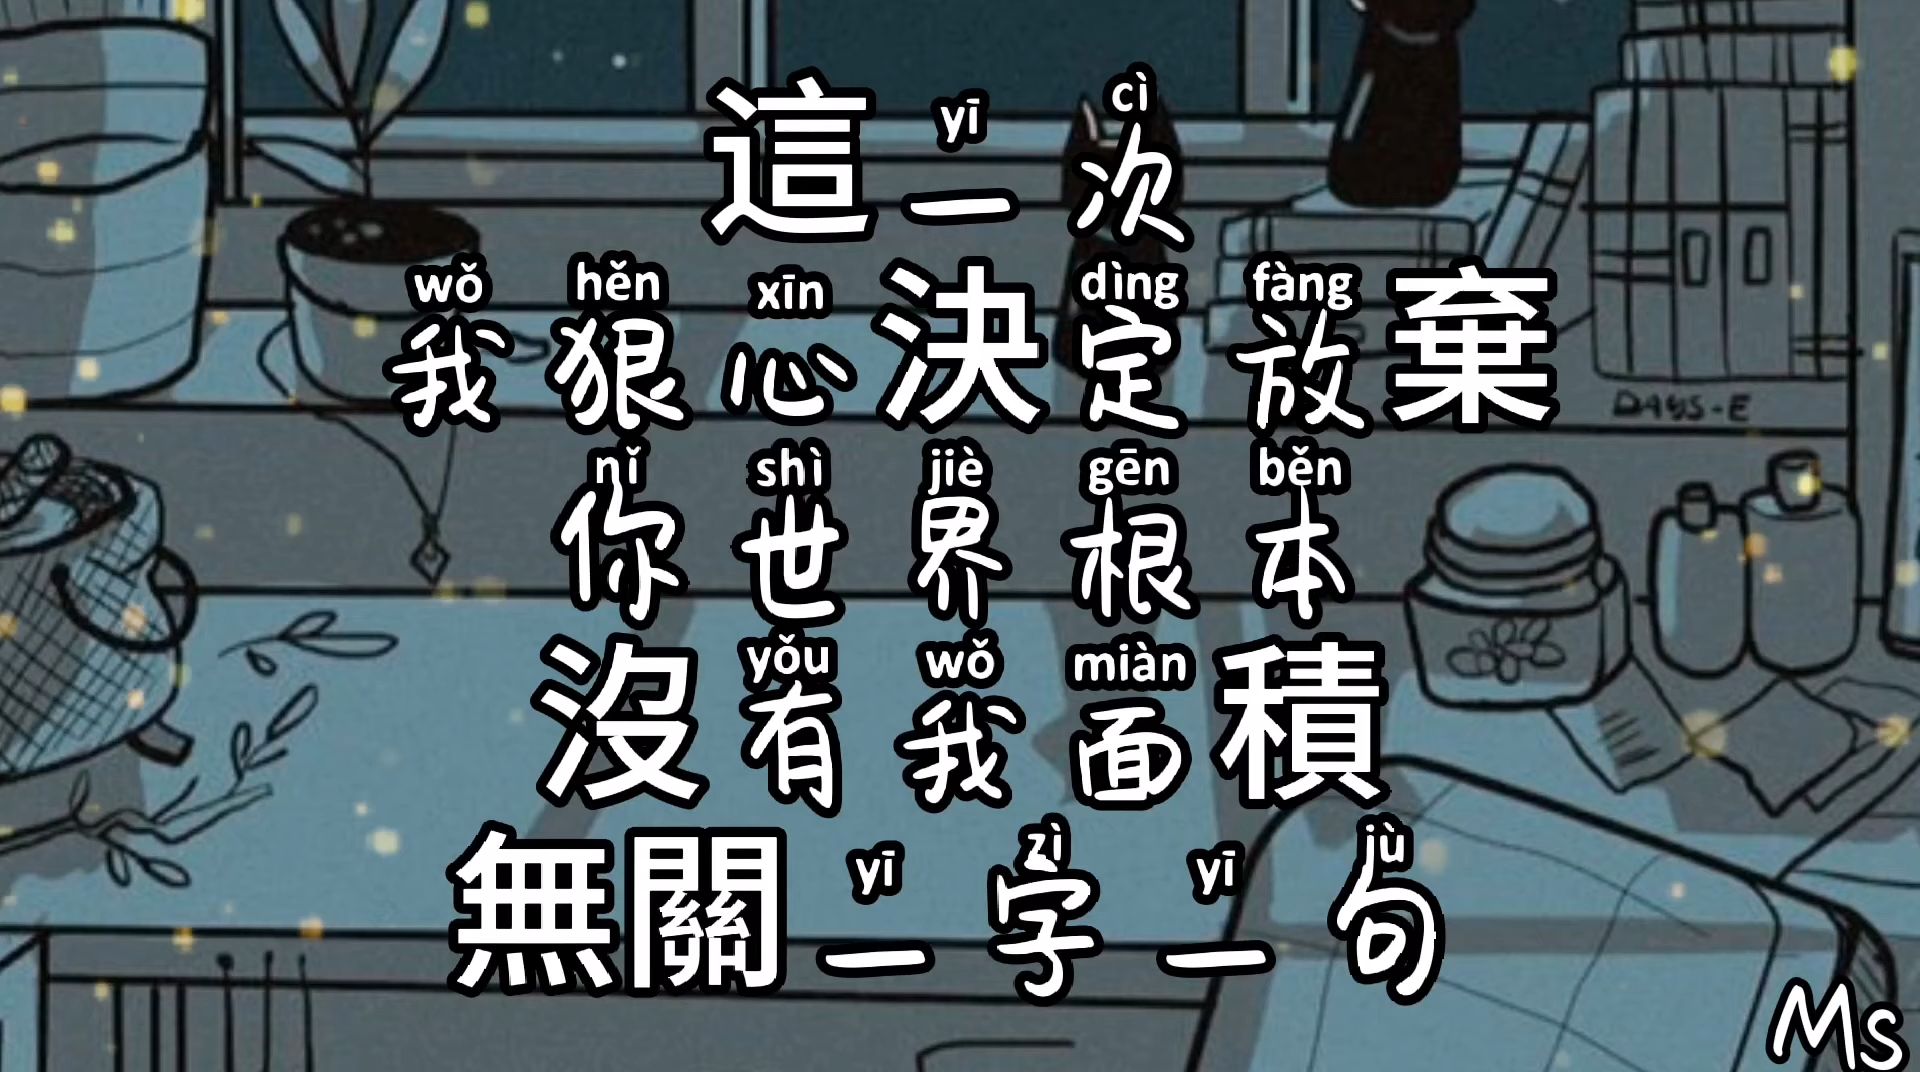 這一次
我狠心決定放棄
你世界根本
沒有我面積
無關一字一句
yī cì
wǒ hěn xīn dìng fàng
nǐ shì jiè gēn běn
yǒu wǒ miàn
yī zì yī jù
DAYS-E
Ms